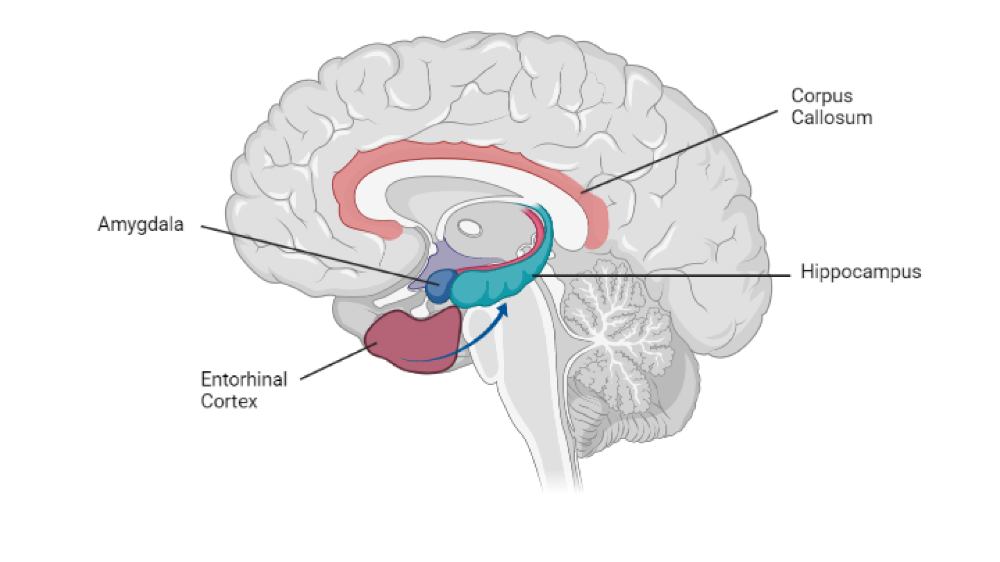 Corpus
Callosum
Amygdala
Hippocampus
Entorhinal
Cortex